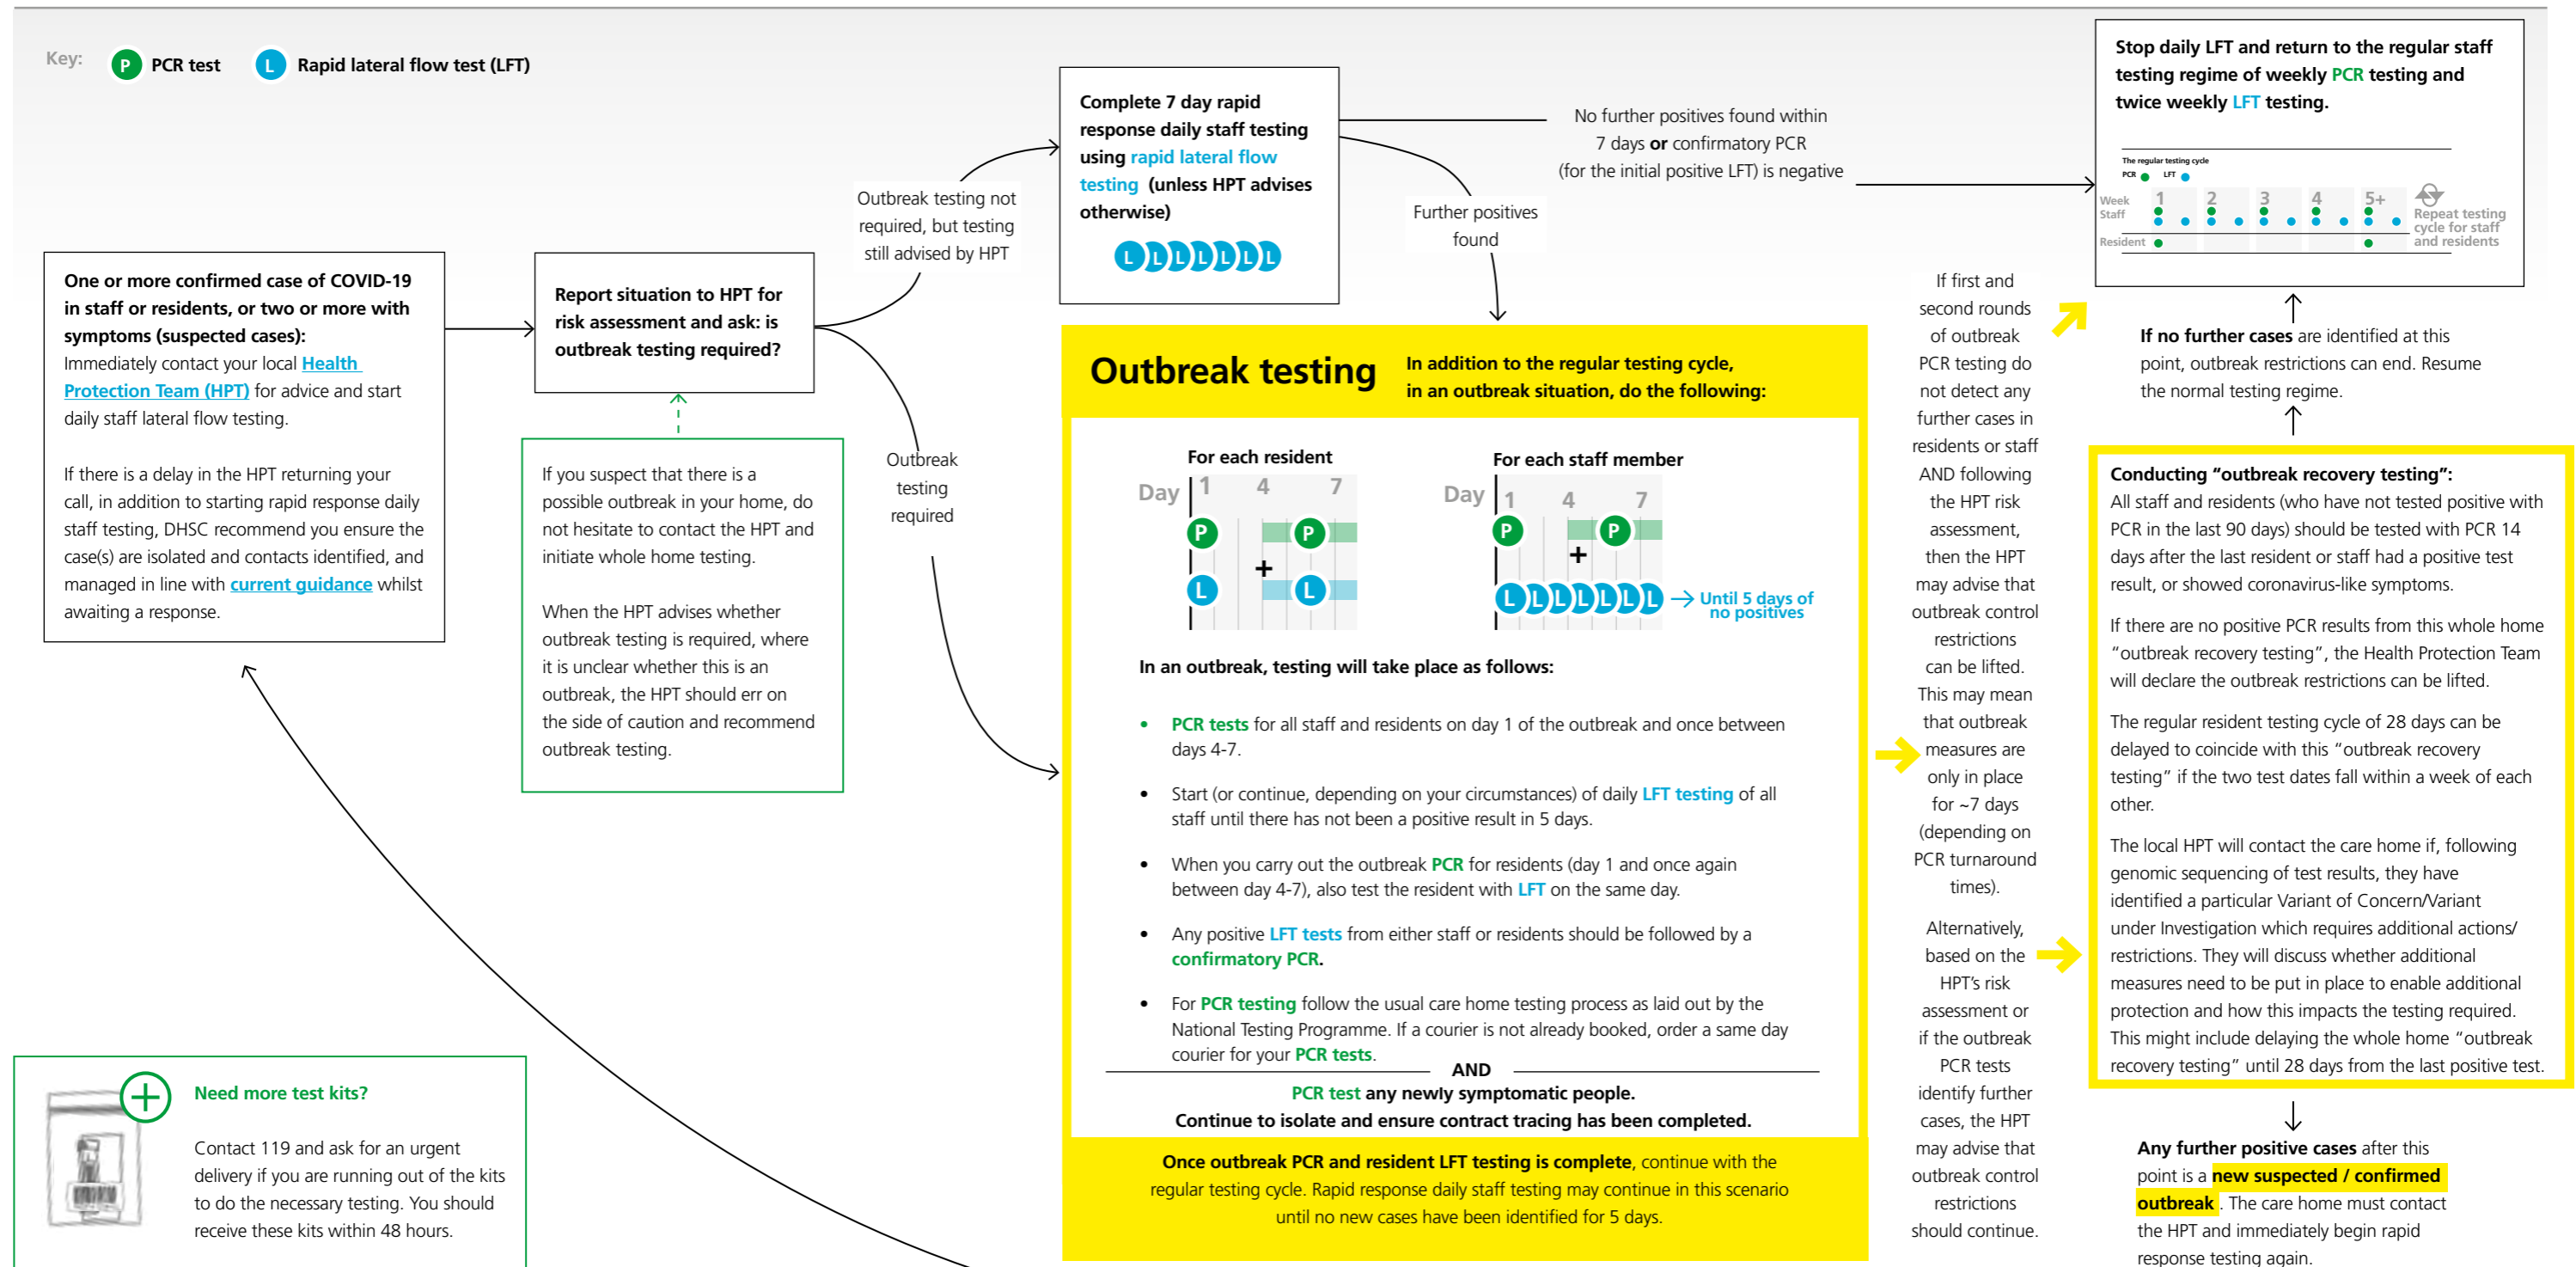 Key: P PCR test L Rapid lateral flow test (LFT)
One or more confirmed case of COVID-19
in staff or residents, or two or more with
symptoms (suspected cases):
Immediately contact your local Health
Protection Team (HPT) for advice and start
daily staff lateral flow testing.
If there is a delay in the HPT returning your
call, in addition to starting rapid response daily
staff testing, DHSC recommend you ensure the
case(s) are isolated and contacts identified, and
managed in line with current guidance whilst
awaiting a response.
Report situation to HPT for
risk assessment and ask: is
outbreak testing required?
If you suspect that there is a
possible outbreak in your home, do
not hesitate to contact the HPT and
initiate whole home testing.
When the HPT advises whether
outbreak testing is required, where
it is unclear whether this is an
outbreak, the HPT should err on
the side of caution and recommend
outbreak testing.
Outbreak testing not
required, but testing
still advised by HPT
Outbreak
testing
required
Complete 7 day rapid
response daily staff testing
using rapid lateral flow
testing (unless HPT advises
otherwise)
L L L L L L L
No further positives found within
7 days or confirmatory PCR
(for the initial positive LFT) is negative
Further positives
found
Stop daily LFT and return to the regular staff
testing regime of weekly PCR testing and
twice weekly LFT testing.
The regular testing cycle
PCR LFT
Week 1 2 3 4 5+
Staff
Resident
Repeat testing
cycle for staff
and residents
Outbreak testing
In addition to the regular testing cycle,
in an outbreak situation, do the following:
For each resident
Day 1 4 7
P P
+
L L
For each staff member
Day 1 4 7
P P
+
L L L L L L L
Until 5 days of
no positives
In an outbreak, testing will take place as follows:
• PCR tests for all staff and residents on day 1 of the outbreak and once between
days 4-7.
• Start (or continue, depending on your circumstances) of daily LFT testing of all
staff until there has not been a positive result in 5 days.
• When you carry out the outbreak PCR for residents (day 1 and once again
between day 4-7), also test the resident with LFT on the same day.
• Any positive LFT tests from either staff or residents should be followed by a
confirmatory PCR.
• For PCR testing follow the usual care home testing process as laid out by the
National Testing Programme. If a courier is not already booked, order a same day
courier for your PCR tests.
AND
PCR test any newly symptomatic people.
Continue to isolate and ensure contract tracing has been completed.
Once outbreak PCR and resident LFT testing is complete, continue with the
regular testing cycle. Rapid response daily staff testing may continue in this scenario
until no new cases have been identified for 5 days.
If first and
second rounds
of outbreak
PCR testing do
not detect any
further cases in
residents or staff
AND following
the HPT risk
assessment,
then the HPT
may advise that
outbreak control
restrictions
can be lifted.
This may mean
that outbreak
measures are
only in place
for ~7 days
(depending on
PCR turnaround
times).
Alternatively,
based on the
HPT's risk
assessment or
if the outbreak
PCR tests
identify further
cases, the HPT
may advise that
outbreak control
restrictions
should continue.
If no further cases are identified at this
point, outbreak restrictions can end. Resume
the normal testing regime.
Conducting "outbreak recovery testing":
All staff and residents (who have not tested positive with
PCR in the last 90 days) should be tested with PCR 14
days after the last resident or staff had a positive test
result, or showed coronavirus-like symptoms.
If there are no positive PCR results from this whole home
"outbreak recovery testing", the Health Protection Team
will declare the outbreak restrictions can be lifted.
The regular resident testing cycle of 28 days can be
delayed to coincide with this "outbreak recovery
testing" if the two test dates fall within a week of each
other.
The local HPT will contact the care home if, following
genomic sequencing of test results, they have
identified a particular Variant of Concern/Variant
under Investigation which requires additional actions/
restrictions. They will discuss whether additional
measures need to be put in place to enable additional
protection and how this impacts the testing required.
This might include delaying the whole home "outbreak
recovery testing" until 28 days from the last positive test.
Any further positive cases after this
point is a new suspected / confirmed
outbreak . The care home must contact
the HPT and immediately begin rapid
response testing again.
Need more test kits?
Contact 119 and ask for an urgent
delivery if you are running out of the kits
to do the necessary testing. You should
receive these kits within 48 hours.